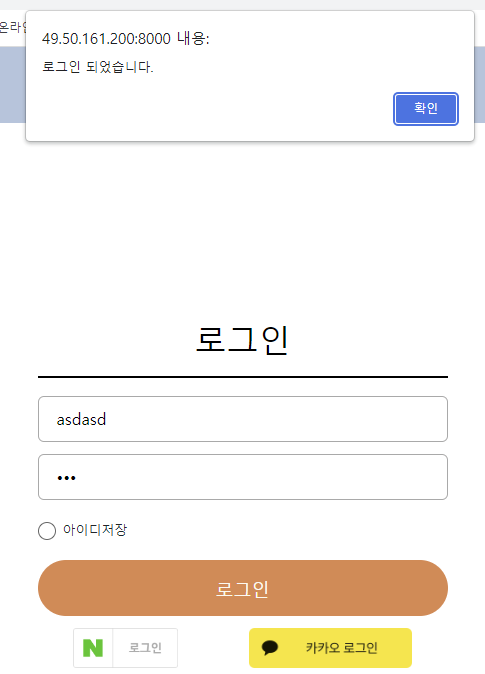 49.50.161.200:8000 내용:
로그인 되었습니다.
확인
로그인
asdasd
•••
아이디저장
로그인
N 로그인
카카오 로그인